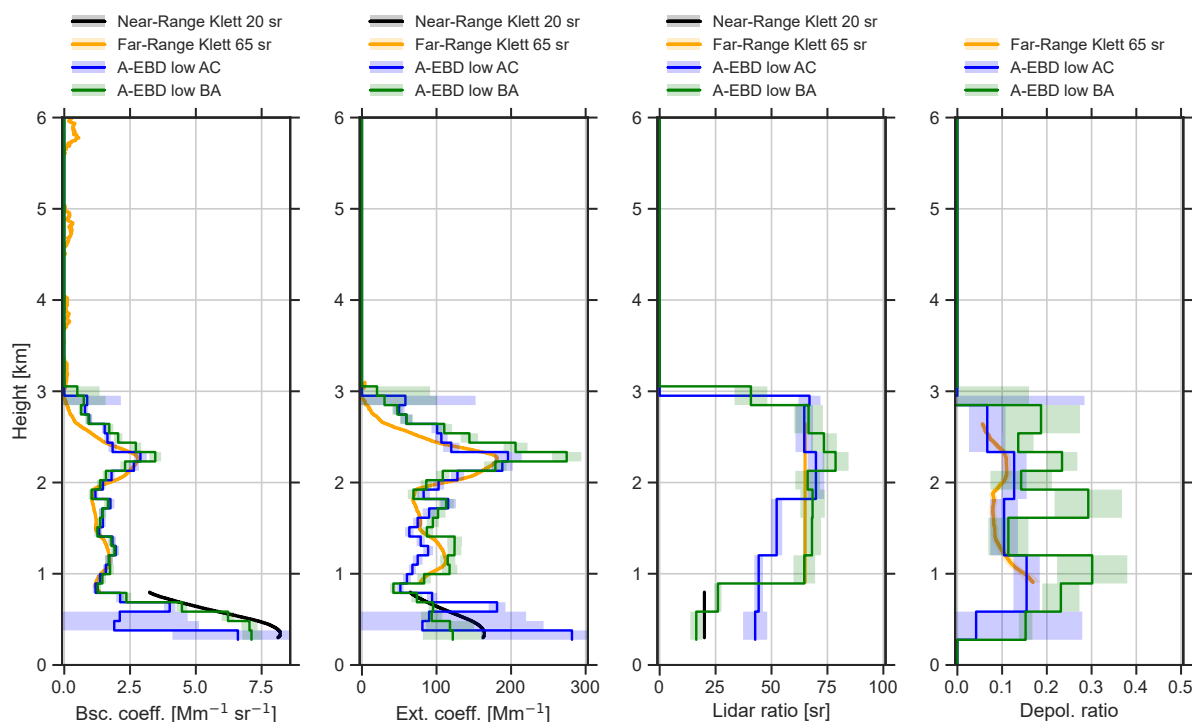 Near-Range Klett 20 sr
Far-Range Klett 65 sr
A-EBD low AC
A-EBD low BA
Near-Range Klett 20 sr
Far-Range Klett 65 sr
A-EBD low AC
A-EBD low BA
Near-Range Klett 20 sr
Far-Range Klett 65 sr
A-EBD low AC
A-EBD low BA
Far-Range Klett 65 sr
A-EBD low AC
A-EBD low BA
Height [km]
6
5
4
3
2
1
0
0.0 2.5 5.0 7.5
Bsc. coeff. [Mm⁻¹ sr⁻¹]
6
5
4
3
2
1
0
0 100 200 300
Ext. coeff. [Mm⁻¹]
6
5
4
3
2
1
0
0 25 50 75 100
Lidar ratio [sr]
6
5
4
3
2
1
0
0.0 0.1 0.2 0.3 0.4 0.5
Depol. ratio